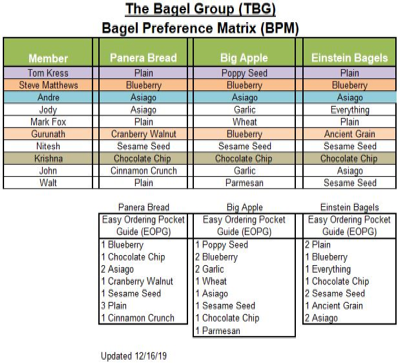 The Bagel Group (TBG)
Bagel Preference Matrix (BPM)
Member Panera Bread Big Apple Einstein Bagels
Tom Kress Plain Poppy Seed Plain
Steve Matthews Blueberry Blueberry Blueberry
Andre Asiago Asiago Asiago
Jody Asiago Garlic Everything
Mark Fox Plain Wheat Plain
Gurunath Cranberry Walnut Blueberry Ancient Grain
Nitesh Sesame Seed Sesame Seed Sesame Seed
Krishna Chocolate Chip Chocolate Chip Chocolate Chip
John Cinnamon Crunch Garlic Asiago
Walt Plain Parmesan Sesame Seed
Panera Bread Big Apple Einstein Bagels
Easy Ordering Pocket Easy Ordering Pocket Easy Ordering Pocket
Guide (EOPG) Guide (EOPG) Guide (EOPG)
1 Blueberry 1 Poppy Seed 2 Plain
1 Chocolate Chip 2 Blueberry 1 Blueberry
2 Asiago 2 Garlic 1 Everything
1 Cranberry Walnut 1 Wheat 1 Chocolate Chip
1 Sesame Seed 1 Asiago 2 Sesame Seed
3 Plain 1 Sesame Seed 1 Ancient Grain
1 Cinnamon Crunch 1 Chocolate Chip 2 Asiago
1 Parmesan
Updated 12/16/19